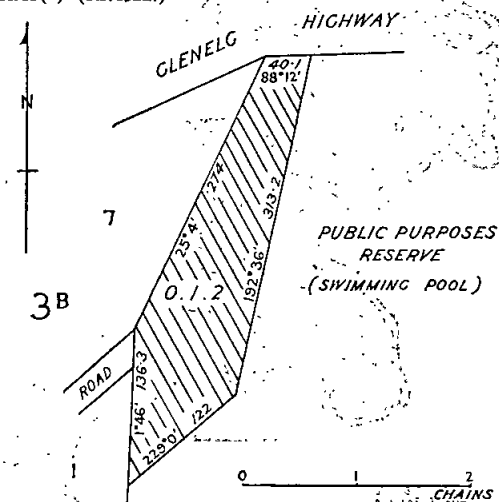 GLENELG HIGHWAY
40·1
88°12'
N
274
25°4'
313·2
192°36'
7
PUBLIC PURPOSES
RESERVE
(SWIMMING POOL)
0.1.2
3B
ROAD
136·3
1°46'
122
229°0'
1
0 1 2
CHAINS